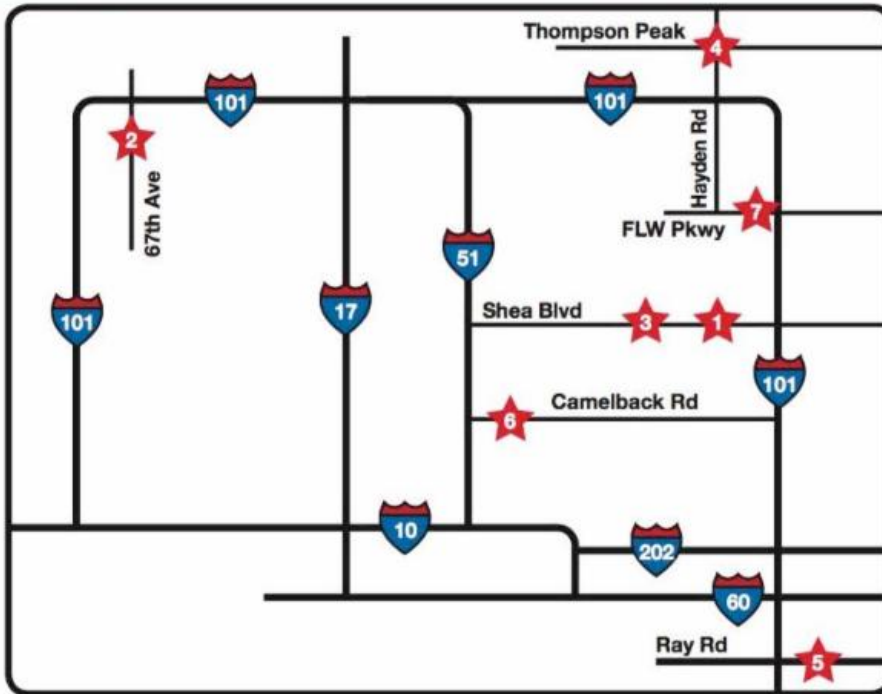 Thompson Peak
4
101
101
2
Hayden Rd
67th Ave
7
FLW Pkwy
51
101
17
Shea Blvd
3
1
101
Camelback Rd
6
10
202
60
Ray Rd
5